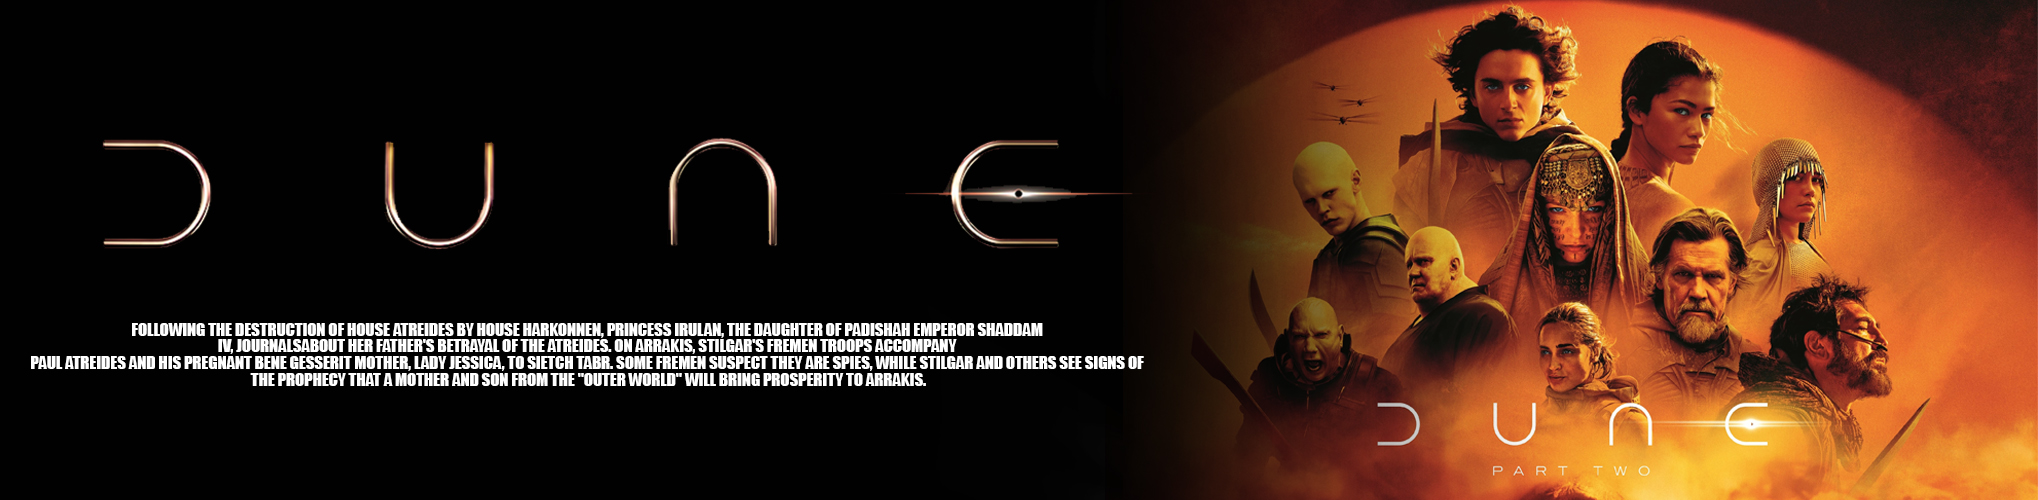 DUNE
FOLLOWING THE DESTRUCTION OF HOUSE ATREIDES BY HOUSE HARKONNEN, PRINCESS IRULAN, THE DAUGHTER OF PADISHAH EMPEROR SHADDAM
IV, JOURNALSABOUT HER FATHER'S BETRAYAL OF THE ATREIDES. ON ARRAKIS, STILGAR'S FREMEN TROOPS ACCOMPANY
PAUL ATREIDES AND HIS PREGNANT BENE GESSERIT MOTHER, LADY JESSICA, TO SIETCH TABR. SOME FREMEN SUSPECT THEY ARE SPIES, WHILE STILGAR AND OTHERS SEE SIGNS OF
THE PROPHECY THAT A MOTHER AND SON FROM THE "OUTER WORLD" WILL BRING PROSPERITY TO ARRAKIS.
DUNE
PART TWO